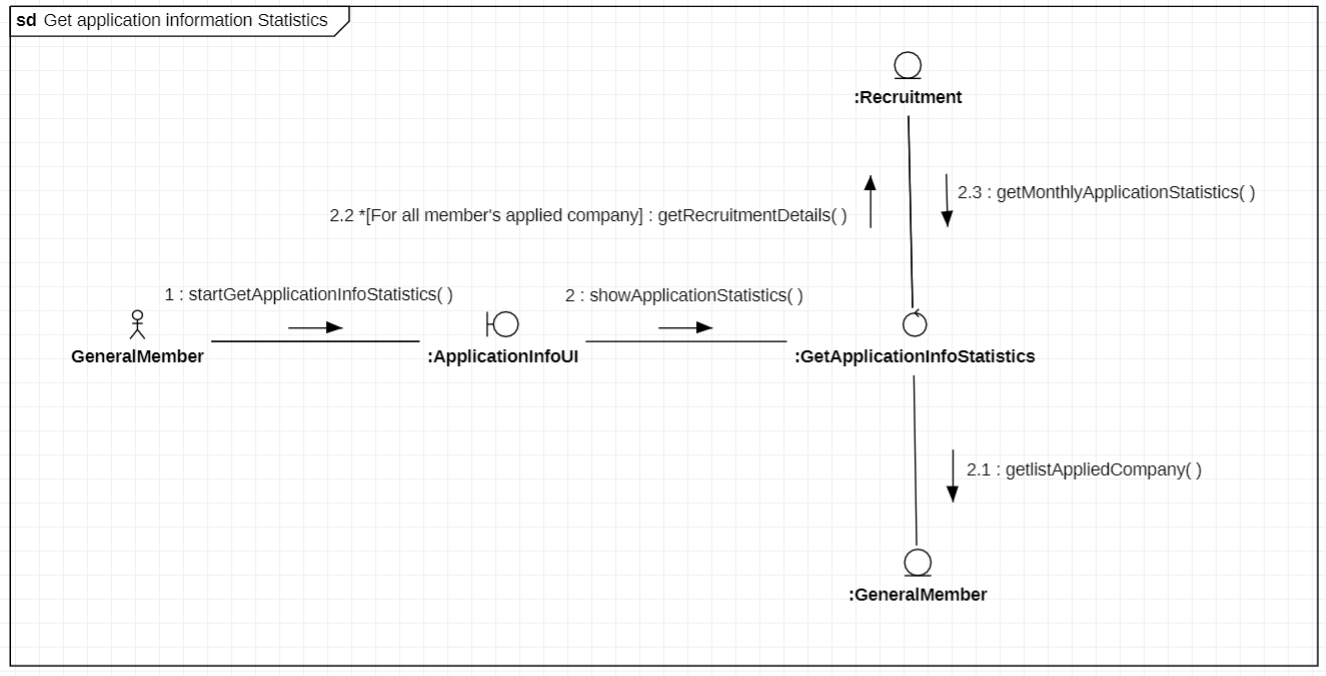 sd Get application information Statistics
:Recruitment
2.3 : getMonthlyApplicationStatistics( )
2.2 *[For all member's applied company] : getRecruitmentDetails( )
1 : startGetApplicationInfoStatistics( )
2 : showApplicationStatistics( )
GeneralMember
:ApplicationInfoUI
:GetApplicationInfoStatistics
2.1 : getlistAppliedCompany( )
:GeneralMember